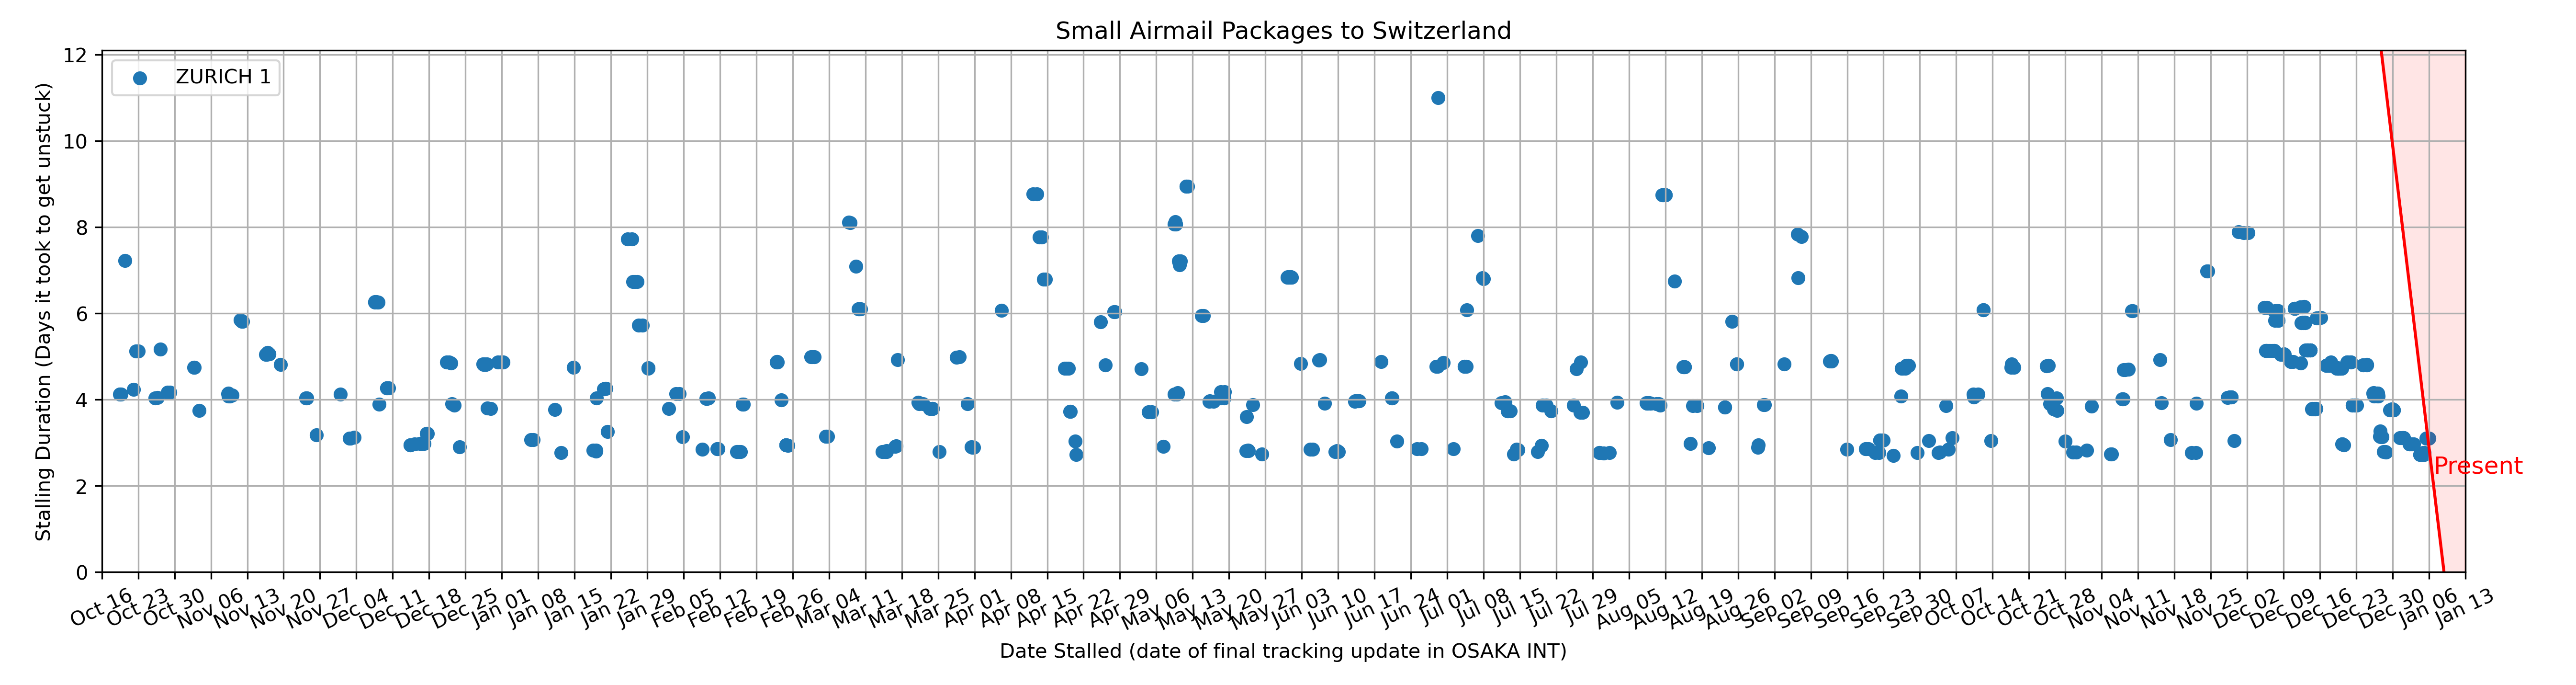 Small Airmail Packages to Switzerland
ZURICH 1
Stalling Duration (Days it took to get unstuck)
12
10
8
6
4
2
0
Present
Oct 16 Oct 23 Oct 30 Nov 06 Nov 13 Nov 20 Nov 27 Dec 04 Dec 11 Dec 18 Dec 25 Jan 01 Jan 08 Jan 15 Jan 22 Jan 29 Feb 05 Feb 12 Feb 19 Feb 26 Mar 04 Mar 11 Mar 18 Mar 25 Apr 01 Apr 08 Apr 15 Apr 22 Apr 29 May 06 May 13 May 20 May 27 Jun 03 Jun 10 Jun 17 Jun 24 Jul 01 Jul 08 Jul 15 Jul 22 Jul 29 Aug 05 Aug 12 Aug 19 Aug 26 Sep 02 Sep 09 Sep 16 Sep 23 Sep 30 Oct 07 Oct 14 Oct 21 Oct 28 Nov 04 Nov 11 Nov 18 Nov 25 Dec 02 Dec 09 Dec 16 Dec 23 Dec 30 Jan 06 Jan 13
Date Stalled (date of final tracking update in OSAKA INT)